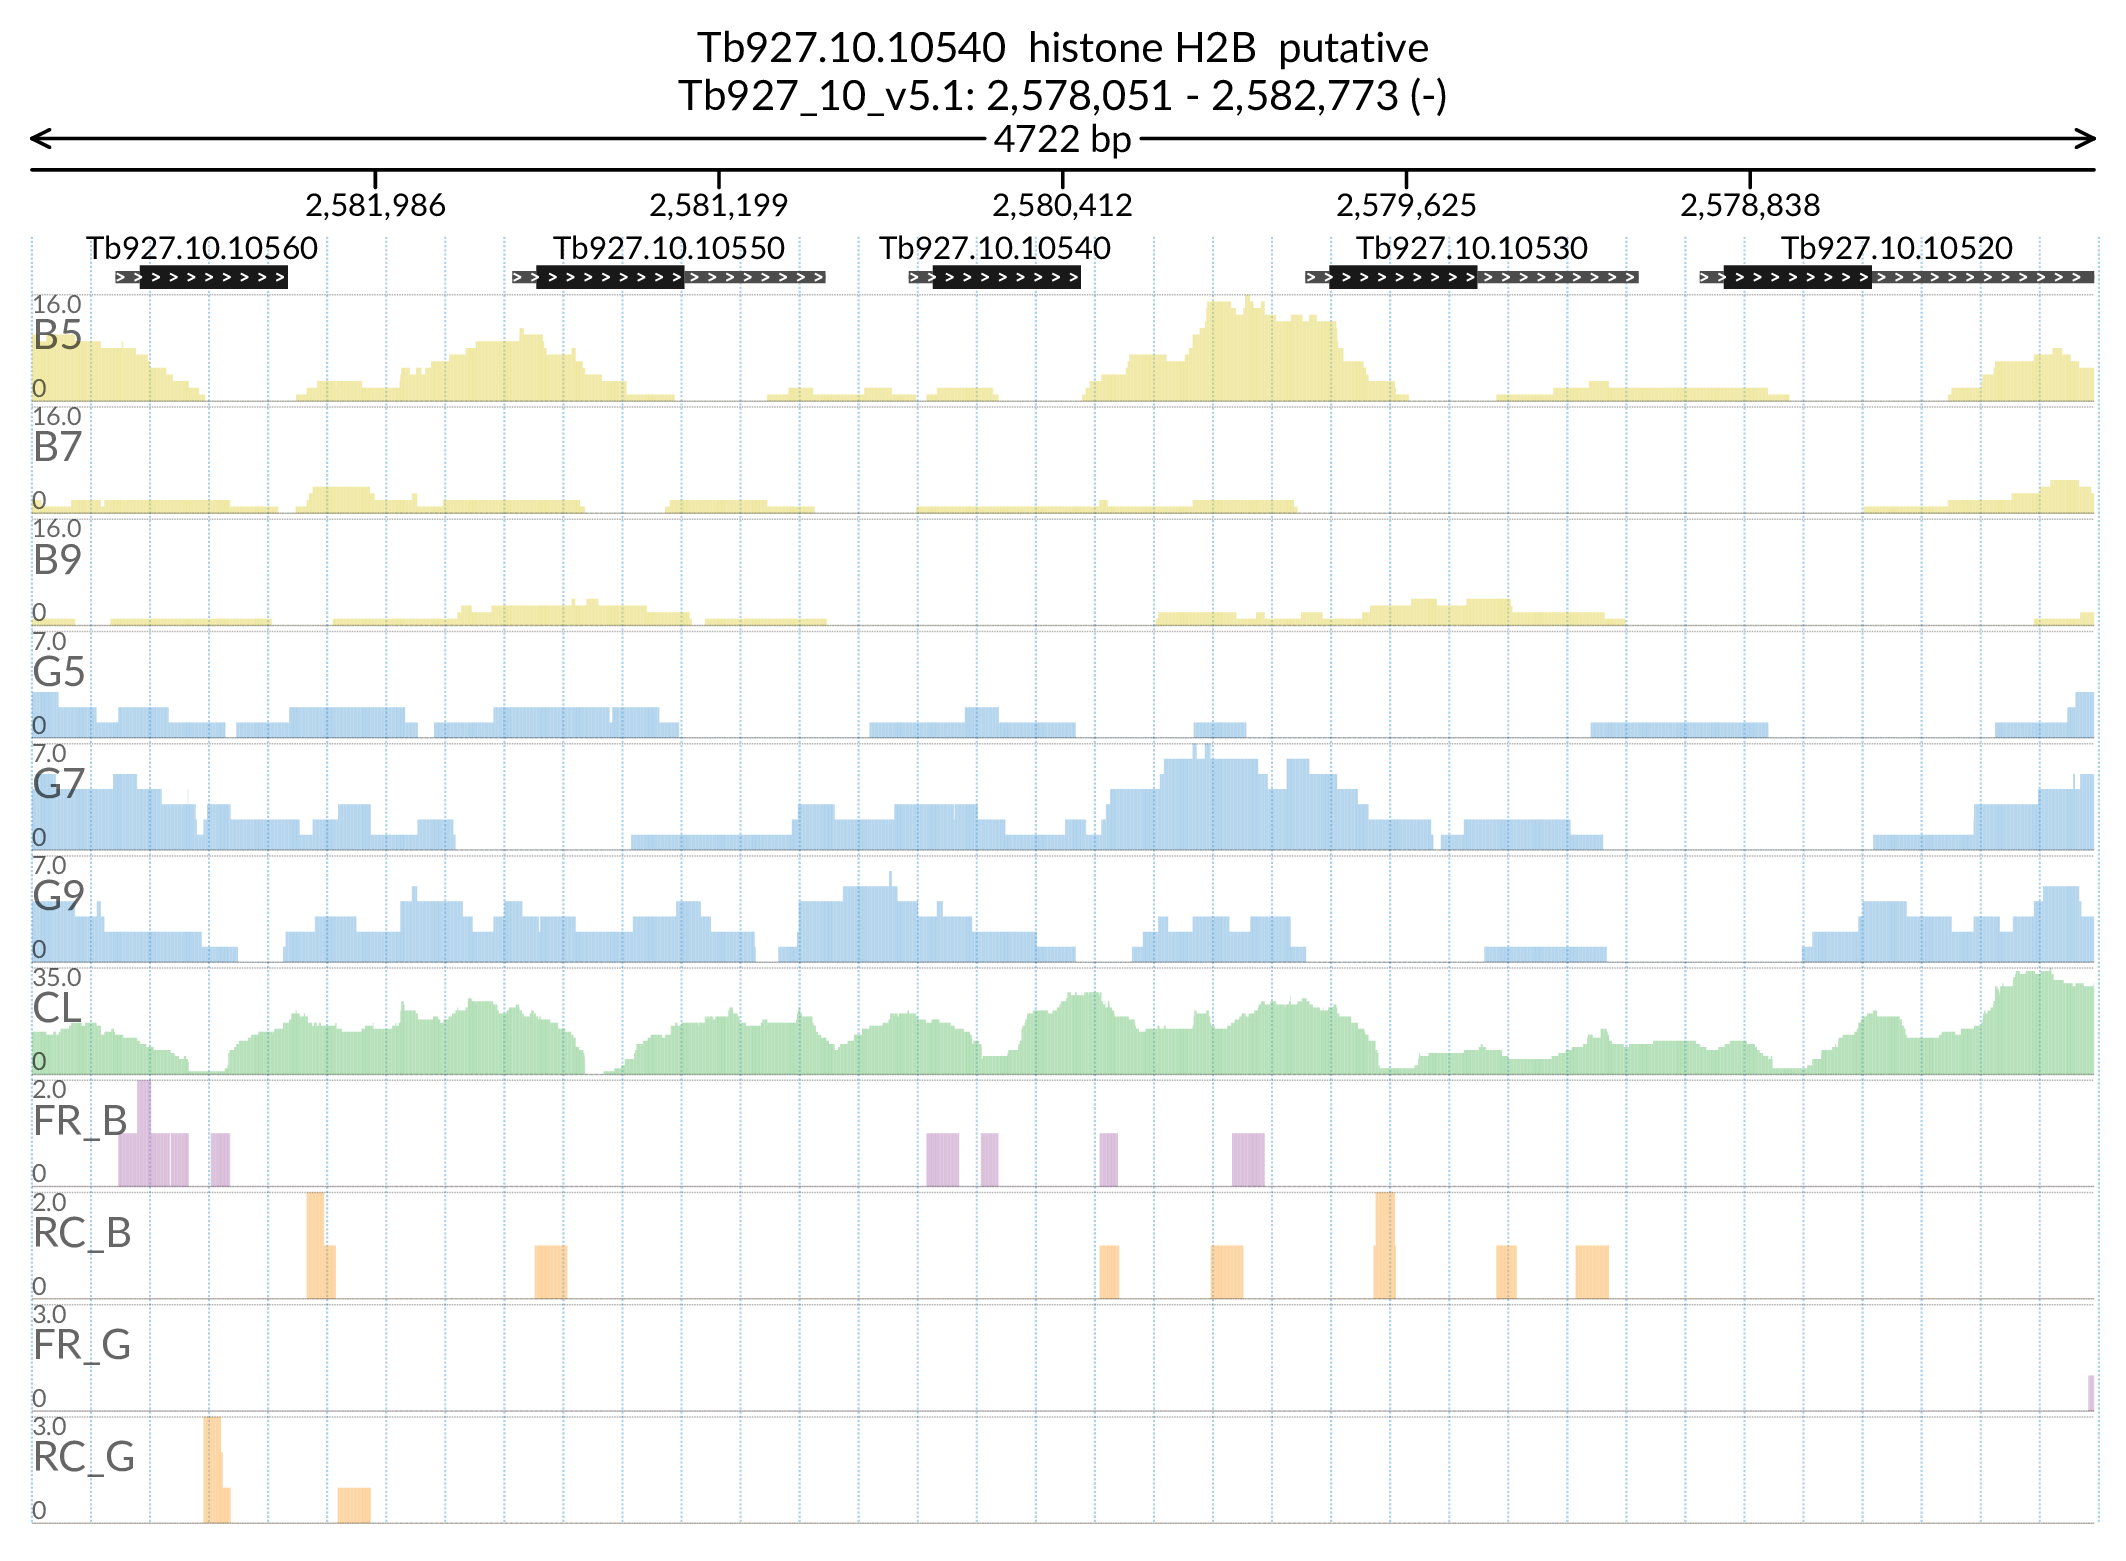 Tb927.10.10540 histone H2B putative
Tb927_10_v5.1: 2,578,051 - 2,582,773 (-)
4722 bp
2,581,986 2,581,199 2,580,412 2,579,625 2,578,838
Tb927.10.10560 Tb927.10.10550 Tb927.10.10540 Tb927.10.10530 Tb927.10.10520
16.0
B5
0
16.0
B7
0
16.0
B9
0
7.0
G5
0
7.0
G7
0
7.0
G9
0
35.0
CL
0
2.0
FR_B
0
2.0
RC_B
0
3.0
FR_G
0
3.0
RC_G
0